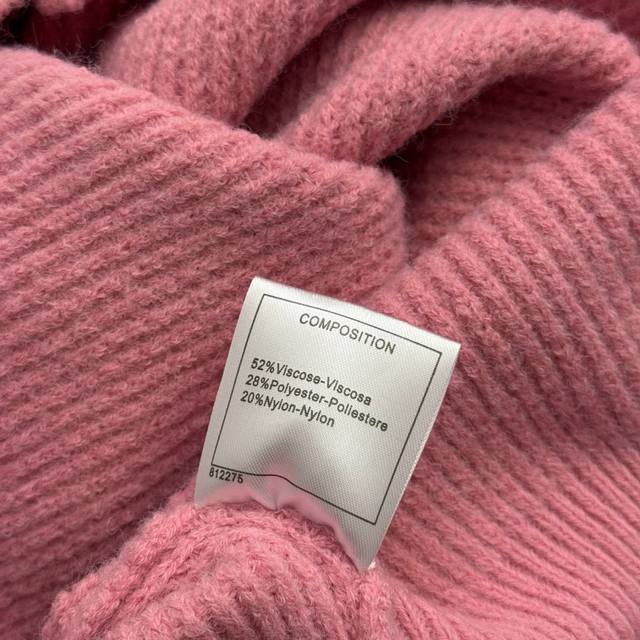 COMPOSITION
52%Viscose-Viscosa
28%Polyester-Poliestere
20%Nylon-Nylon
812275